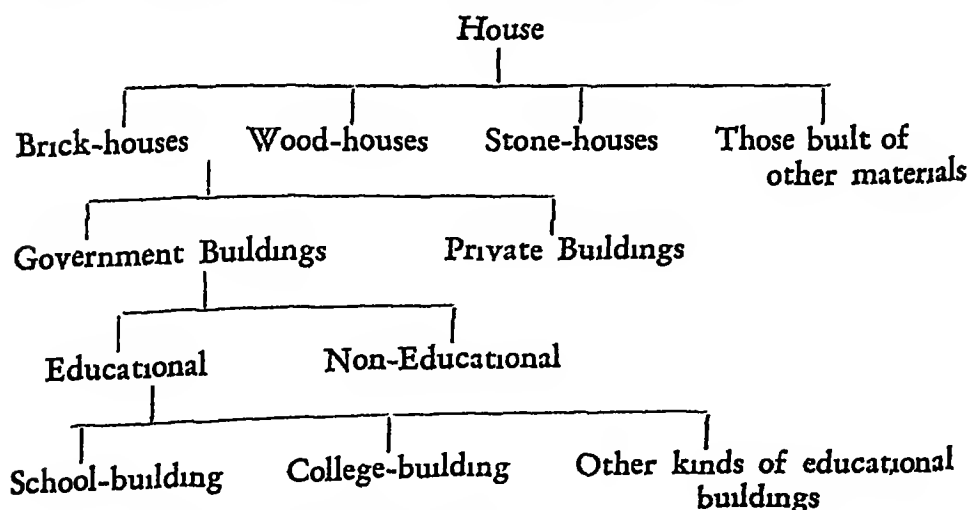 House
Brick-houses Wood-houses Stone-houses Those built of
other materials
Government Buildings Private Buildings
Educational Non-Educational
School-building College-building Other kinds of educational
buildings